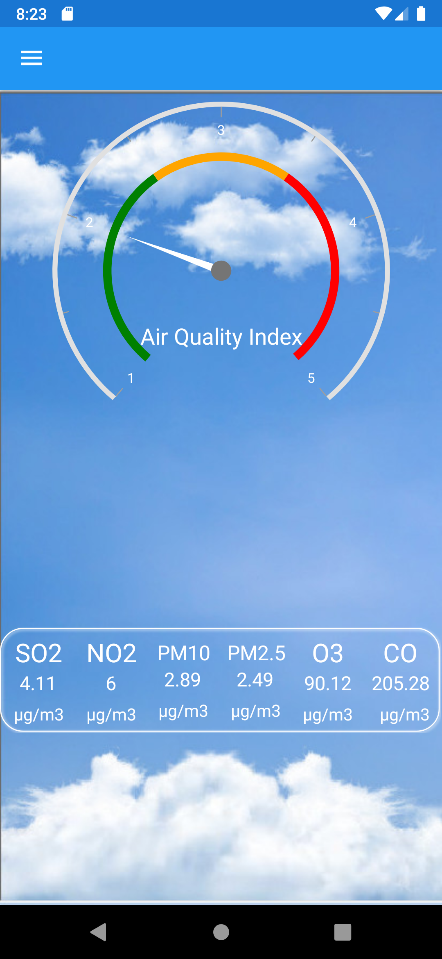 8:23
3
2
4
Air Quality Index
1
5
SO2 NO2 PM10 PM2.5 O3 CO
4.11 6 2.89 2.49 90.12 205.28
µg/m3 µg/m3 µg/m3 µg/m3 µg/m3 µg/m3